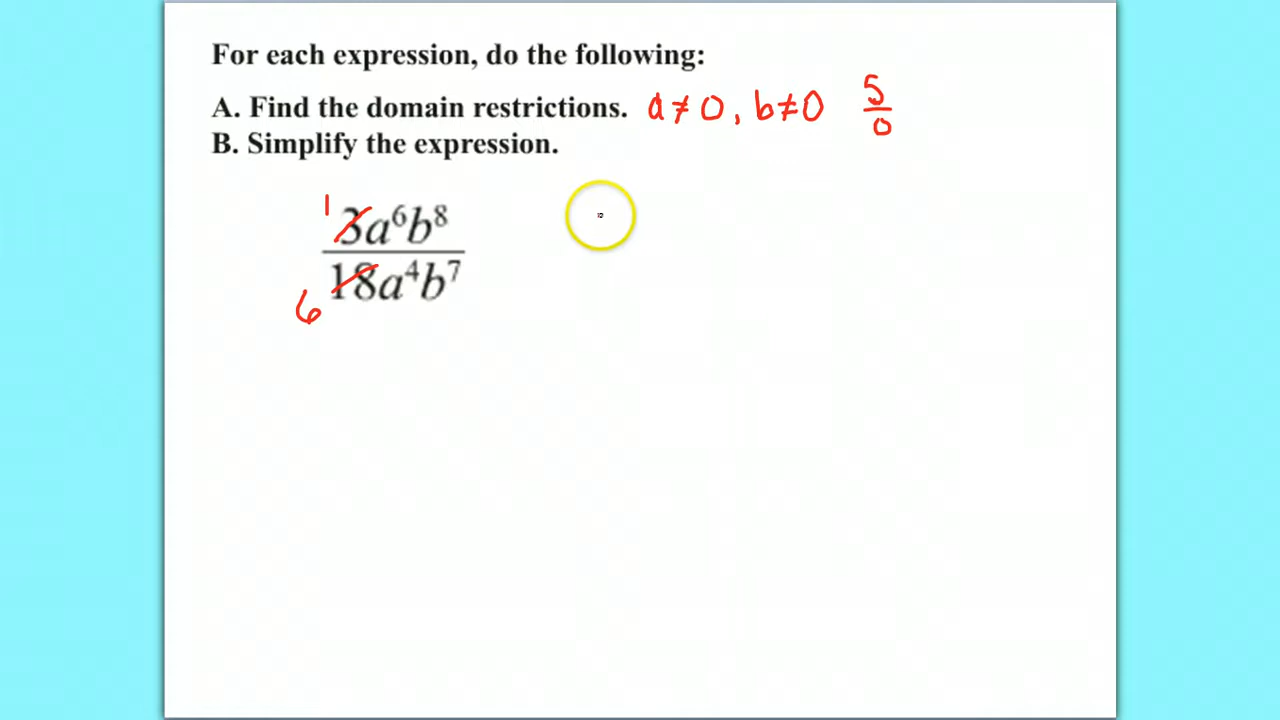 For each expression, do the following:
A. Find the domain restrictions. a ≠ 0, b ≠ 0 5/0
B. Simplify the expression.
1
3a⁶b⁸
18a⁴b⁷
6